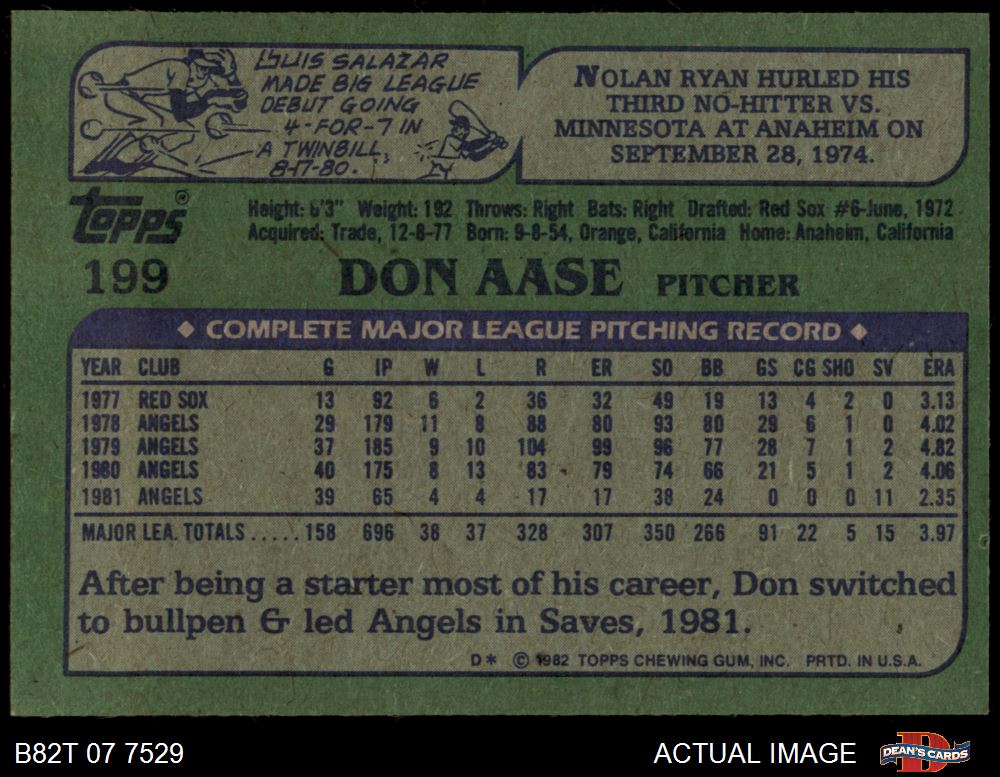 LOUIS SALAZAR
MADE BIG LEAGUE
DEBUT GOING
4-FOR-7 IN
A TWINBILL,
8-17-80.
NOLAN RYAN HURLED HIS
THIRD NO-HITTER VS.
MINNESOTA AT ANAHEIM ON
SEPTEMBER 28, 1974.
TOPPS®
Height: 6'3" Weight: 192 Throws: Right Bats: Right Drafted: Red Sox #6-June, 1972
Acquired: Trade, 12-8-77 Born: 9-8-54, Orange, California Home: Anaheim, California
199 DON AASE PITCHER
◆ COMPLETE MAJOR LEAGUE PITCHING RECORD ◆
YEAR CLUB G IP W L R ER SO BB GS CG SHO SV ERA
1977 RED SOX 13 92 6 2 36 32 49 19 13 4 2 0 3.13
1978 ANGELS 29 179 11 8 88 80 93 80 29 6 1 0 4.02
1979 ANGELS 37 185 9 10 104 99 96 77 28 7 1 2 4.82
1980 ANGELS 40 175 8 13 83 79 74 66 21 5 1 2 4.06
1981 ANGELS 39 65 4 4 17 17 38 24 0 0 0 11 2.35
MAJOR LEA. TOTALS ..... 158 696 38 37 328 307 350 266 91 22 5 15 3.97
After being a starter most of his career, Don switched
to bullpen & led Angels in Saves, 1981.
D* © 1982 TOPPS CHEWING GUM, INC. PRTD. IN U.S.A.
B82T 07 7529 ACTUAL IMAGE DEAN'S CARDS